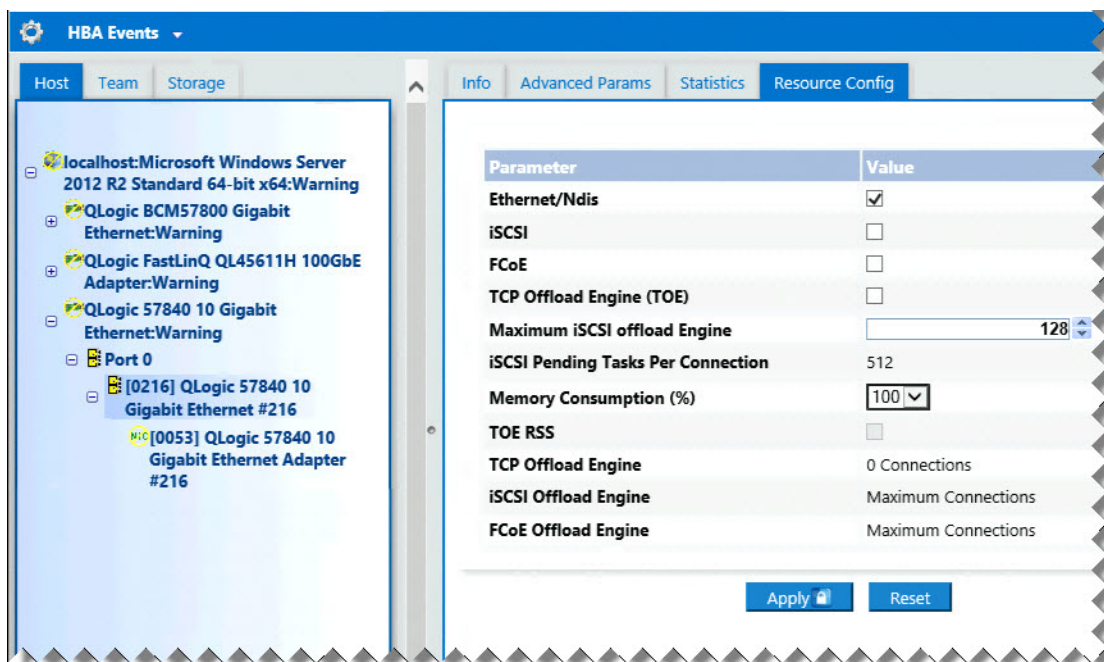 HBA Events
Host Team Storage
localhost:Microsoft Windows Server
2012 R2 Standard 64-bit x64:Warning
QLogic BCM57800 Gigabit
Ethernet:Warning
QLogic FastLinQ QL45611H 100GbE
Adapter:Warning
QLogic 57840 10 Gigabit
Ethernet:Warning
Port 0
[0216] QLogic 57840 10
Gigabit Ethernet #216
NIC [0053] QLogic 57840 10
Gigabit Ethernet Adapter
#216
Info Advanced Params Statistics Resource Config
Parameter Value
Ethernet/Ndis
iSCSI
FCoE
TCP Offload Engine (TOE)
Maximum iSCSI offload Engine 128
iSCSI Pending Tasks Per Connection 512
Memory Consumption (%) 100
TOE RSS
TCP Offload Engine 0 Connections
iSCSI Offload Engine Maximum Connections
FCoE Offload Engine Maximum Connections
Apply Reset